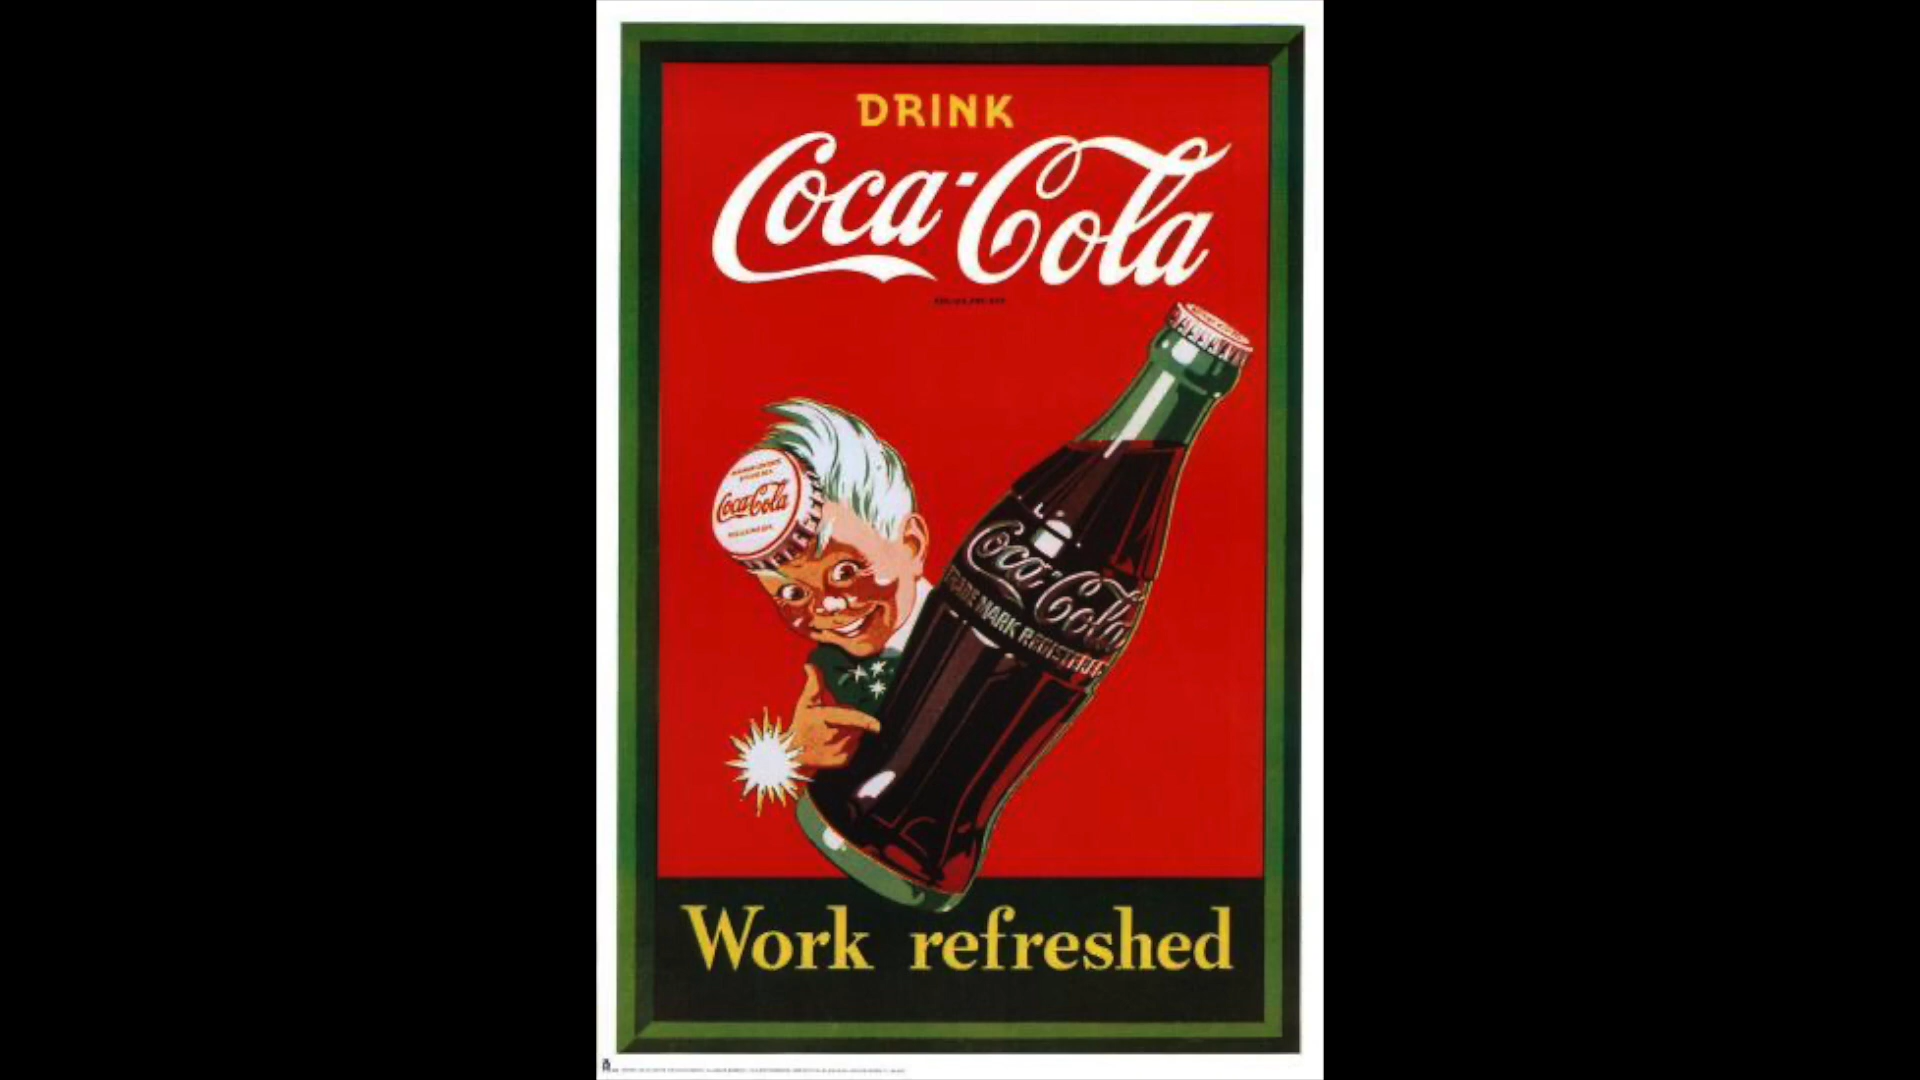 DRINK
Coca-Cola
Coca-Cola
Coca-Cola
TRADE MARK REGISTERED
Work refreshed